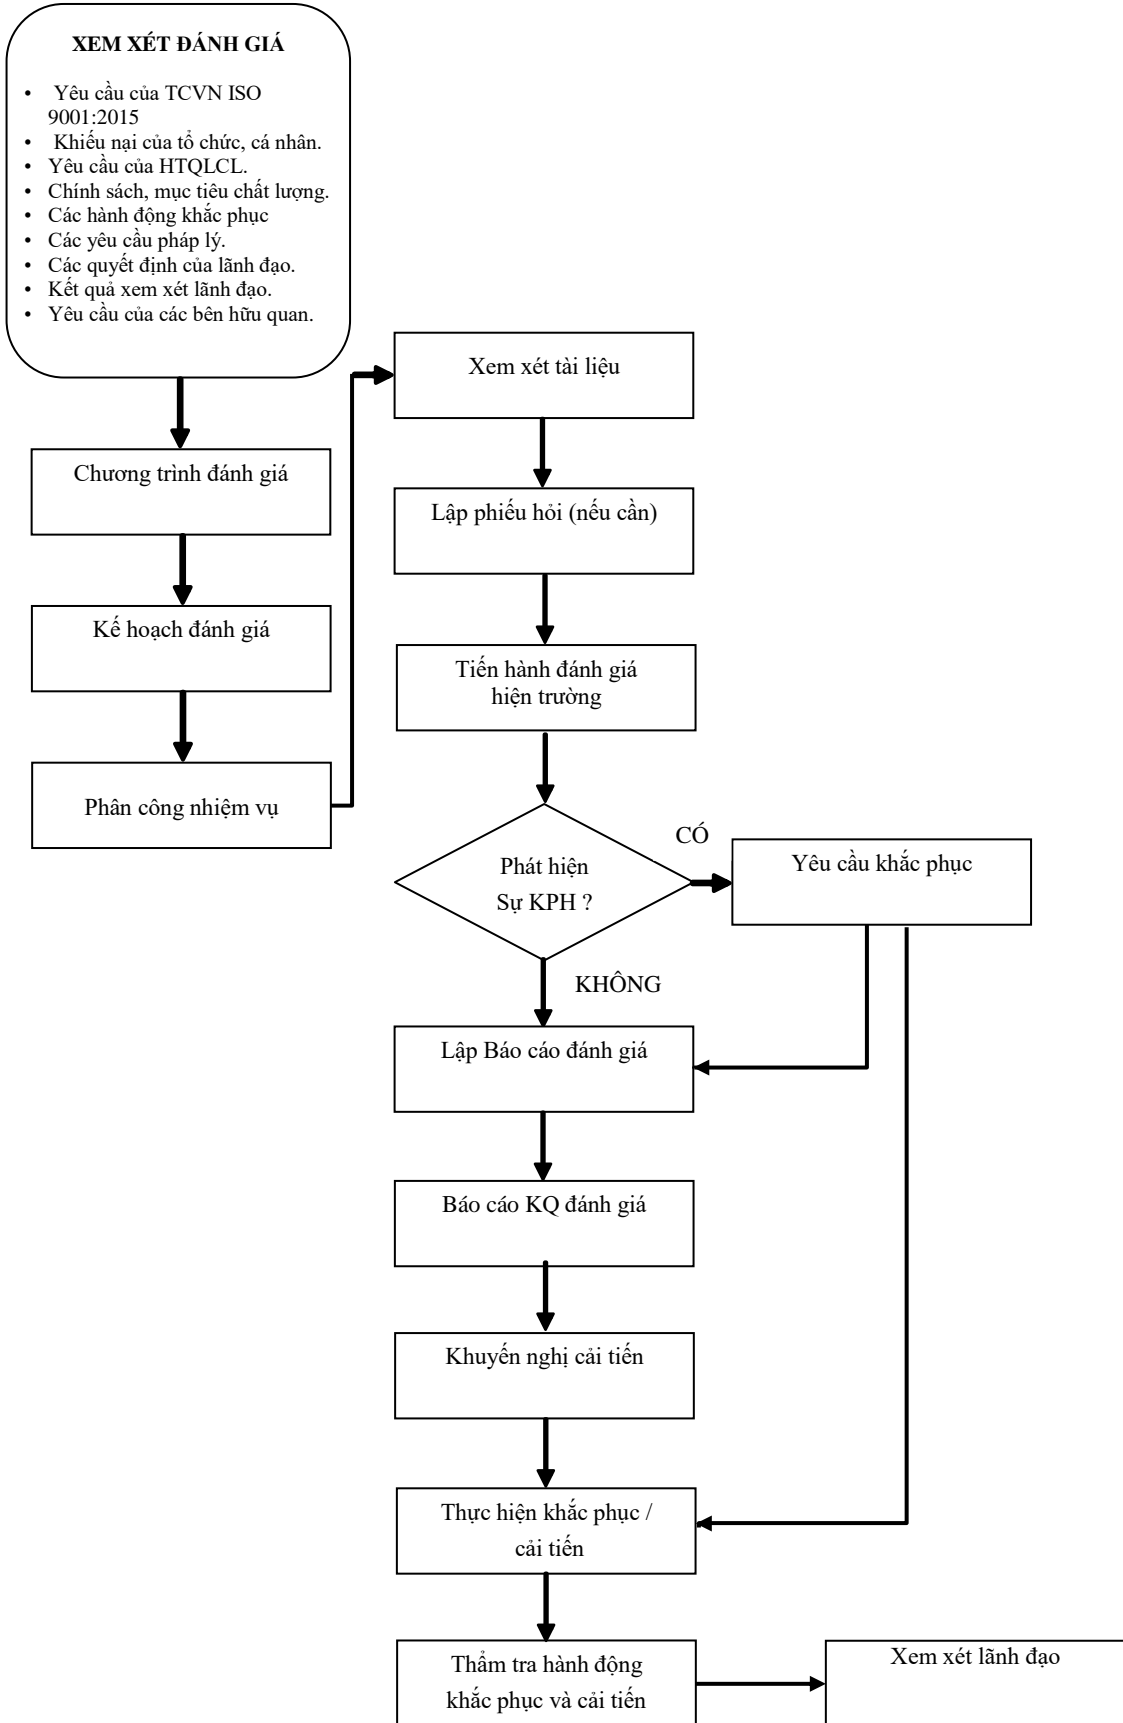 XEM XÉT ĐÁNH GIÁ
• Yêu cầu của TCVN ISO
9001:2015
• Khiếu nại của tổ chức, cá nhân.
• Yêu cầu của HTQLCL.
• Chính sách, mục tiêu chất lượng.
• Các hành động khắc phục
• Các yêu cầu pháp lý.
• Các quyết định của lãnh đạo.
• Kết quả xem xét lãnh đạo.
• Yêu cầu của các bên hữu quan.
Chương trình đánh giá
Kế hoạch đánh giá
Phân công nhiệm vụ
Xem xét tài liệu
Lập phiếu hỏi (nếu cần)
Tiến hành đánh giá
hiện trường
Phát hiện
Sự KPH ?
CÓ
Yêu cầu khắc phục
KHÔNG
Lập Báo cáo đánh giá
Báo cáo KQ đánh giá
Khuyến nghị cải tiến
Thực hiện khắc phục /
cải tiến
Thẩm tra hành động
khắc phục và cải tiến
Xem xét lãnh đạo